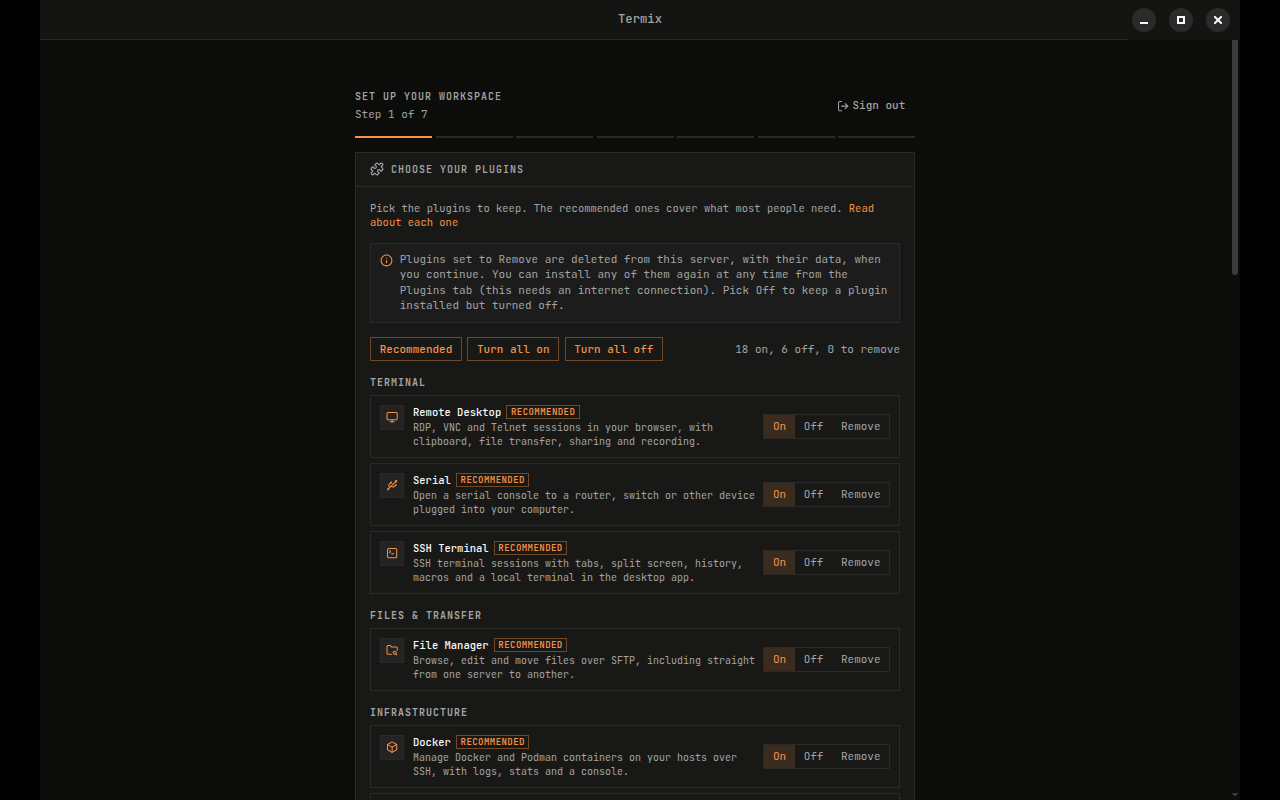 Termix
SET UP YOUR WORKSPACE
Step 1 of 7
Sign out
CHOOSE YOUR PLUGINS
Pick the plugins to keep. The recommended ones cover what most people need. Read
about each one
Plugins set to Remove are deleted from this server, with their data, when
you continue. You can install any of them again at any time from the
Plugins tab (this needs an internet connection). Pick Off to keep a plugin
installed but turned off.
Recommended Turn all on Turn all off 18 on, 6 off, 0 to remove
TERMINAL
Remote Desktop RECOMMENDED
RDP, VNC and Telnet sessions in your browser, with
clipboard, file transfer, sharing and recording.
On Off Remove
Serial RECOMMENDED
Open a serial console to a router, switch or other device
plugged into your computer.
On Off Remove
SSH Terminal RECOMMENDED
SSH terminal sessions with tabs, split screen, history,
macros and a local terminal in the desktop app.
On Off Remove
FILES & TRANSFER
File Manager RECOMMENDED
Browse, edit and move files over SFTP, including straight
from one server to another.
On Off Remove
INFRASTRUCTURE
Docker RECOMMENDED
Manage Docker and Podman containers on your hosts over
SSH, with logs, stats and a console.
On Off Remove